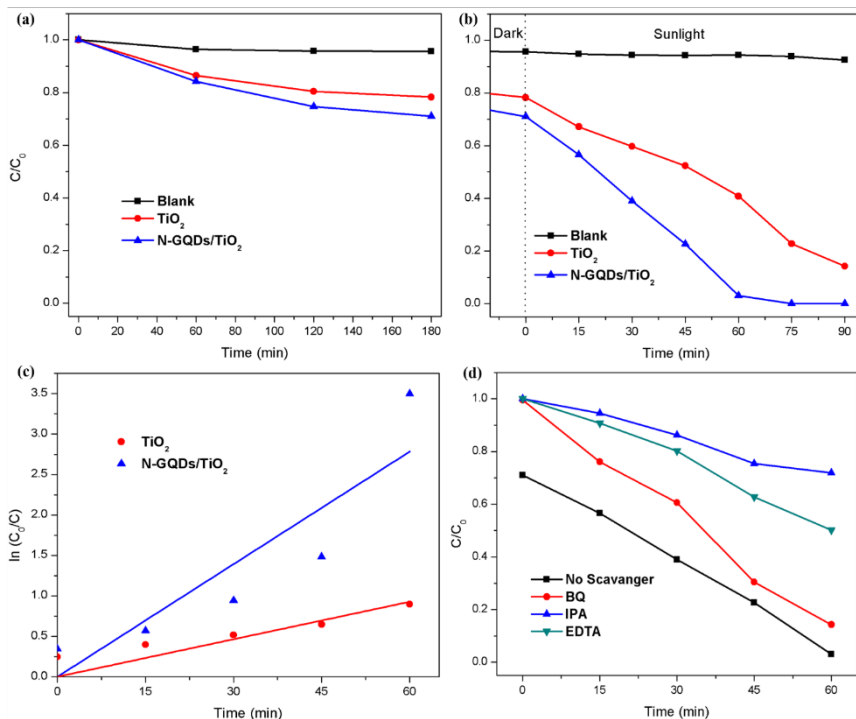 (a)
C/C0
1.0
0.8
0.6
0.4
0.2
0.0
Blank
TiO2
N-GQDs/TiO2
0 20 40 60 80 100 120 140 160 180
Time (min)
(b)
Dark Sunlight
C/C0
1.0
0.8
0.6
0.4
0.2
0.0
Blank
TiO2
N-GQDs/TiO2
0 15 30 45 60 75 90
Time (min)
(c)
ln (C0/C)
3.5
3.0
2.5
2.0
1.5
1.0
0.5
0.0
TiO2
N-GQDs/TiO2
0 15 30 45 60
Time (min)
(d)
C/C0
1.0
0.8
0.6
0.4
0.2
0.0
No Scavanger
BQ
IPA
EDTA
0 15 30 45 60
Time (min)